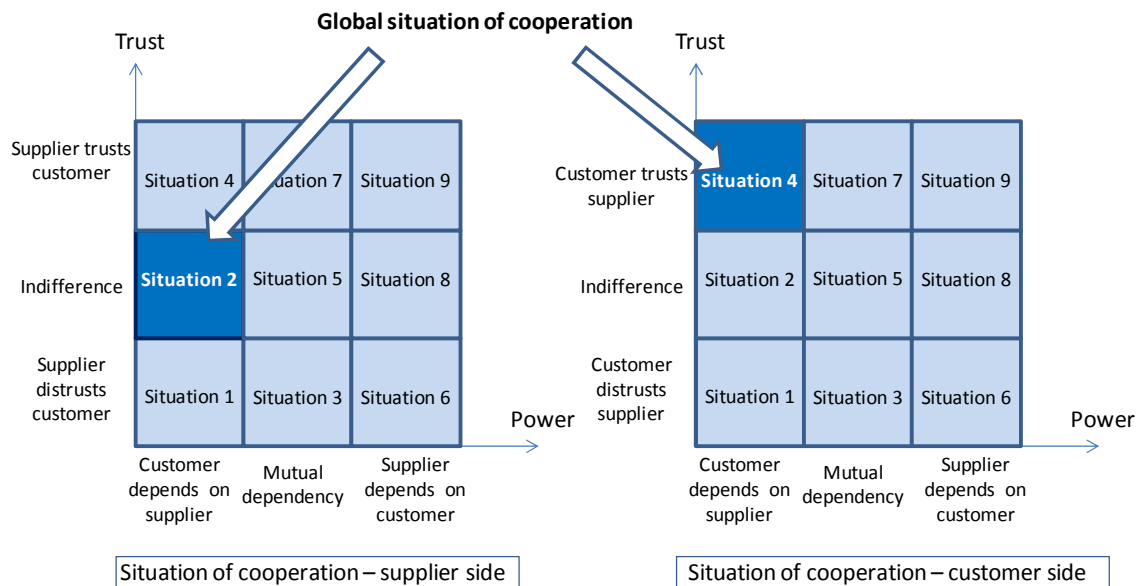 Global situation of cooperation
Trust
Supplier trusts
customer
Situation 4
ituation 7
Situation 9
Indifference
Situation 2
Situation 5
Situation 8
Supplier
distrusts
customer
Situation 1
Situation 3
Situation 6
Power
Customer
depends on
supplier
Mutual
dependency
Supplier
depends on
customer
Situation of cooperation – supplier side
Trust
Customer trusts
supplier
Situation 4
Situation 7
Situation 9
Indifference
Situation 2
Situation 5
Situation 8
Customer
distrusts
supplier
Situation 1
Situation 3
Situation 6
Power
Customer
depends on
supplier
Mutual
dependency
Supplier
depends on
customer
Situation of cooperation – customer side